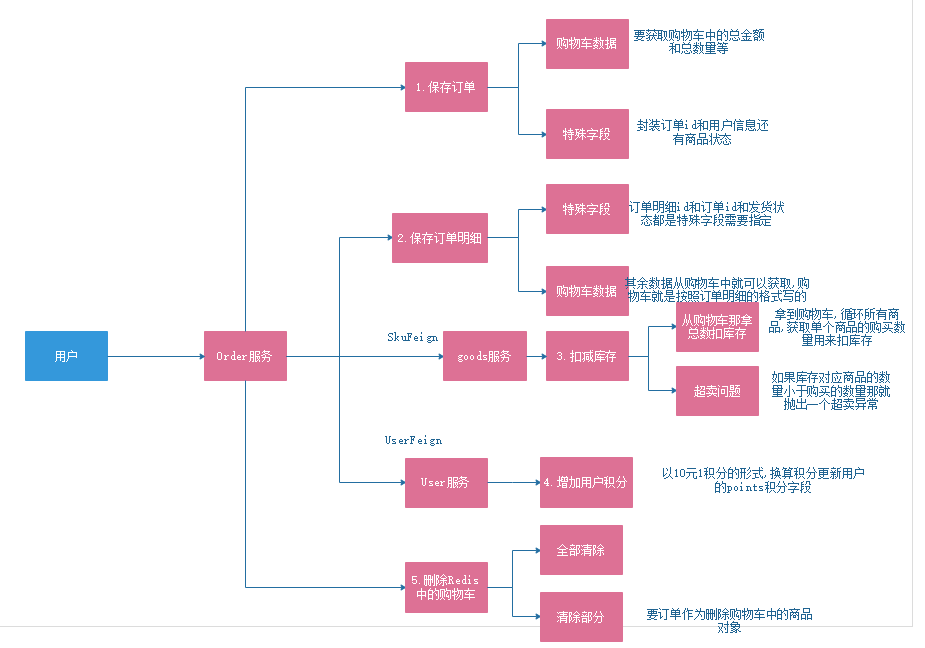 购物车数据
要获取购物车中的总金额
和总数量等
1.保存订单
特殊字段
封装订单id和用户信息还
有商品状态
特殊字段
订单明细id和订单id和发货状
态都是特殊字段需要指定
2.保存订单明细
购物车数据
其余数据从购物车中就可以获取,购
物车就是按照订单明细的格式写的
从购物车那拿
总数扣库存
拿到购物车,循环所有商
品,获取单个商品的购买数
量用来扣库存
用户
Order服务
SkuFeign
goods服务
3.扣减库存
超卖问题
如果库存对应商品的数
量小于购买的数量那就
抛出一个超卖异常
UserFeign
User服务
4.增加用户积分
以10元1积分的形式,换算积分更新用户
的points积分字段
全部清除
5.删除Redis
中的购物车
清除部分
要订单作为删除购物车中的商品
对象